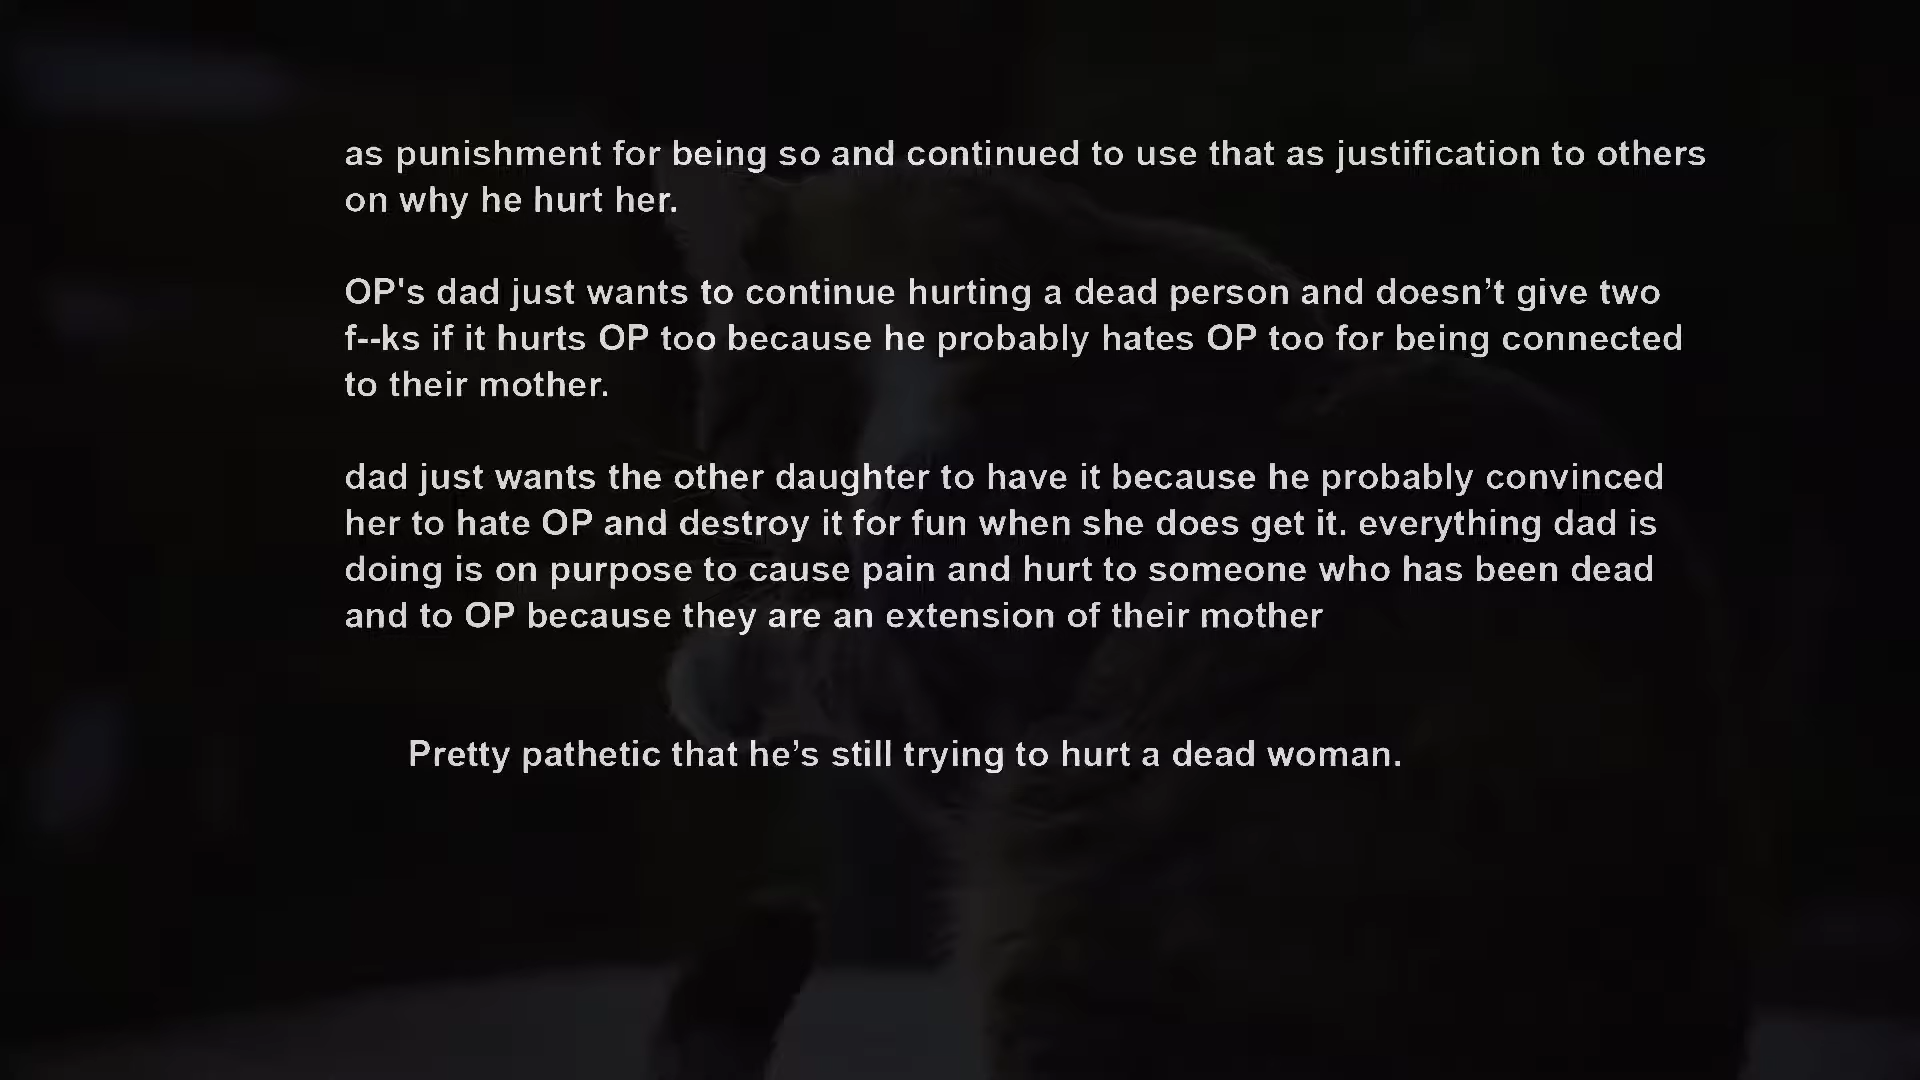 as punishment for being so and continued to use that as justification to others
on why he hurt her.
OP's dad just wants to continue hurting a dead person and doesn’t give two
f--ks if it hurts OP too because he probably hates OP too for being connected
to their mother.
dad just wants the other daughter to have it because he probably convinced
her to hate OP and destroy it for fun when she does get it. everything dad is
doing is on purpose to cause pain and hurt to someone who has been dead
and to OP because they are an extension of their mother
Pretty pathetic that he’s still trying to hurt a dead woman.